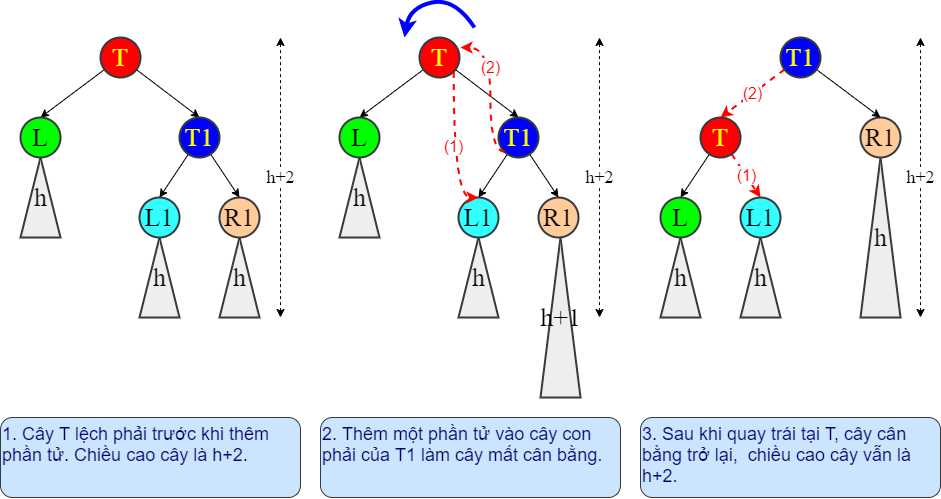 T
L
T1
h
L1
R1
h
h
h+2
T
(2)
L
T1
(1)
h
L1
R1
h
h+1
h+2
T1
(2)
T
R1
(1)
L
L1
h
h
h
h+2
1. Cây T lệch phải trước khi thêm
phần tử. Chiều cao cây là h+2.
2. Thêm một phần tử vào cây con
phải của T1 làm cây mất cân bằng.
3. Sau khi quay trái tại T, cây cân
bằng trở lại, chiều cao cây vẫn là
h+2.